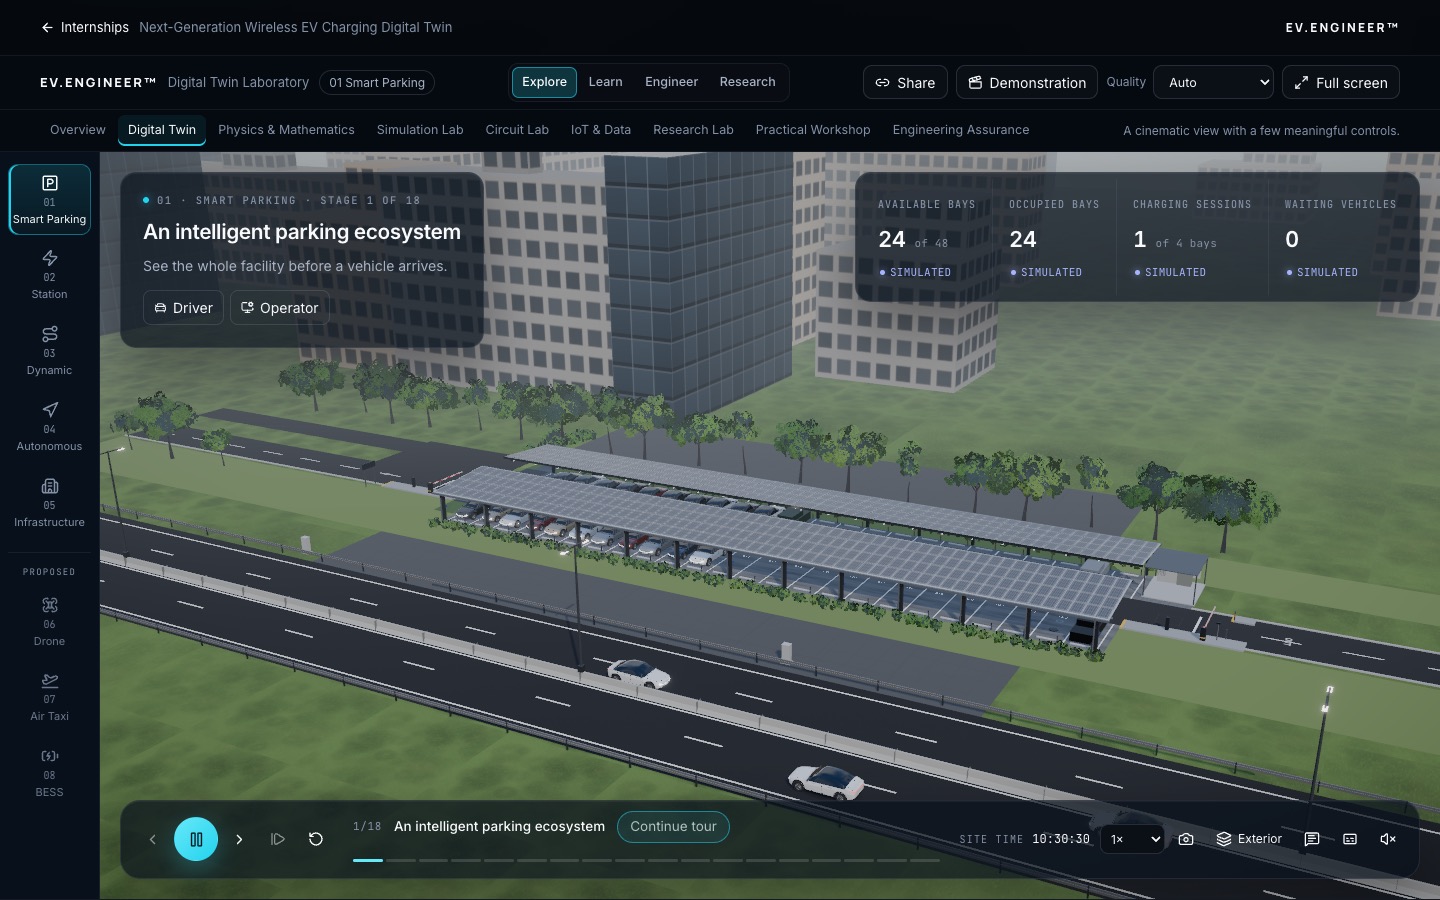 Internships Next-Generation Wireless EV Charging Digital Twin EV.ENGINEER™
EV.ENGINEER™ Digital Twin Laboratory 01 Smart Parking Explore Learn Engineer Research Share Demonstration Quality Auto Full screen
Overview Digital Twin Physics & Mathematics Simulation Lab Circuit Lab IoT & Data Research Lab Practical Workshop Engineering Assurance A cinematic view with a few meaningful controls.
01
Smart Parking
02
Station
03
Dynamic
04
Autonomous
05
Infrastructure
PROPOSED
06
Drone
07
Air Taxi
08
BESS
01 · SMART PARKING · STAGE 1 OF 18
An intelligent parking ecosystem
See the whole facility before a vehicle arrives.
Driver Operator
AVAILABLE BAYS OCCUPIED BAYS CHARGING SESSIONS WAITING VEHICLES
24 of 48 24 1 of 4 bays 0
SIMULATED SIMULATED SIMULATED SIMULATED
1/18 An intelligent parking ecosystem Continue tour
SITE TIME 10:30:30 1× Exterior